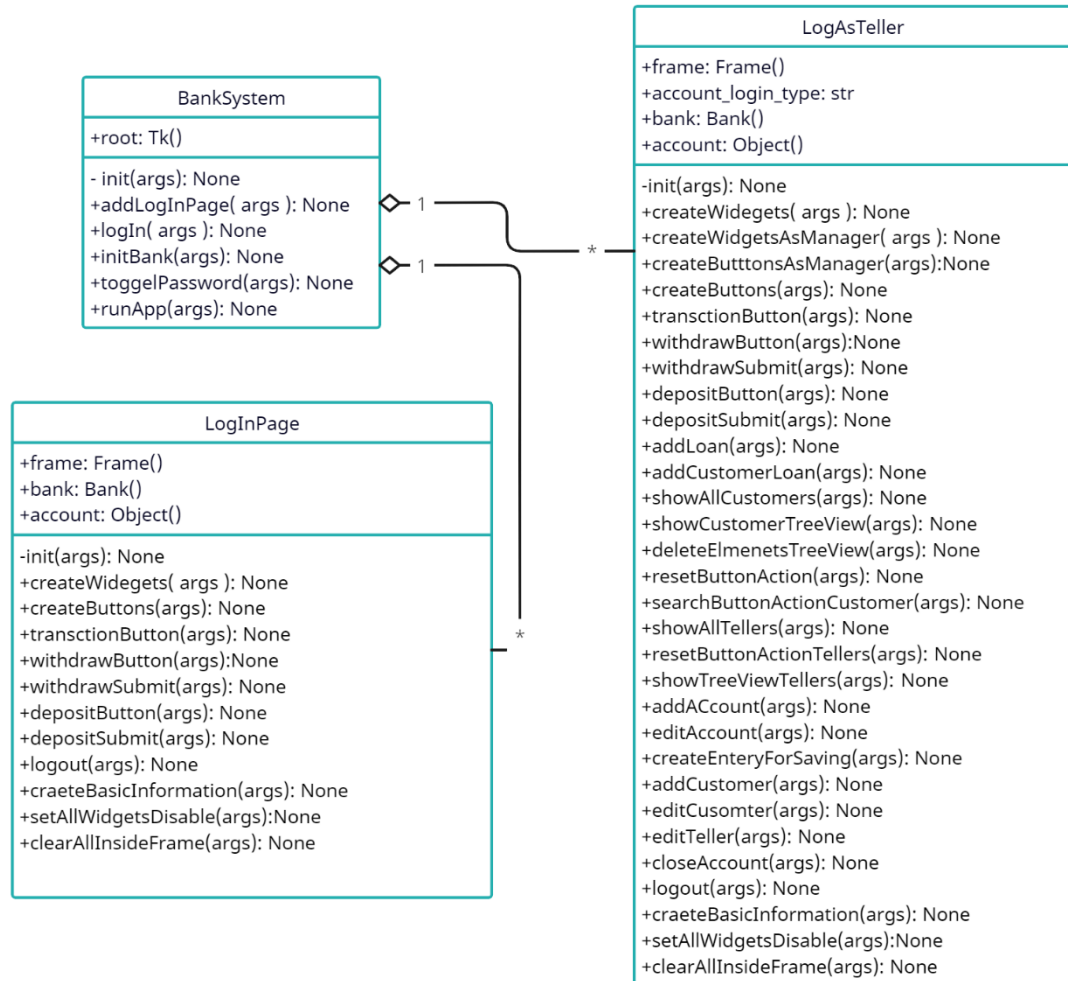 BankSystem
+root: Tk()
- init(args): None
+addLogInPage( args ): None
+logIn( args ): None
+initBank(args): None
+toggelPassword(args): None
+runApp(args): None
1
*
1
*
LogInPage
+frame: Frame()
+bank: Bank()
+account: Object()
-init(args): None
+createWidegets( args ): None
+createButtons(args): None
+transctionButton(args): None
+withdrawButton(args):None
+withdrawSubmit(args): None
+depositButton(args): None
+depositSubmit(args): None
+logout(args): None
+craeteBasicInformation(args): None
+setAllWidgetsDisable(args):None
+clearAllInsideFrame(args): None
LogAsTeller
+frame: Frame()
+account_login_type: str
+bank: Bank()
+account: Object()
-init(args): None
+createWidegets( args ): None
+createWidgetsAsManager( args ): None
+createButttonsAsManager(args):None
+createButtons(args): None
+transctionButton(args): None
+withdrawButton(args):None
+withdrawSubmit(args): None
+depositButton(args): None
+depositSubmit(args): None
+addLoan(args): None
+addCustomerLoan(args): None
+showAllCustomers(args): None
+showCustomerTreeView(args): None
+deleteElmenetsTreeView(args): None
+resetButtonAction(args): None
+searchButtonActionCustomer(args): None
+showAllTellers(args): None
+resetButtonActionTellers(args): None
+showTreeViewTellers(args): None
+addACcount(args): None
+editAccount(args): None
+createEnteryForSaving(args): None
+addCustomer(args): None
+editCusomter(args): None
+editTeller(args): None
+closeAccount(args): None
+logout(args): None
+craeteBasicInformation(args): None
+setAllWidgetsDisable(args):None
+clearAllInsideFrame(args): None